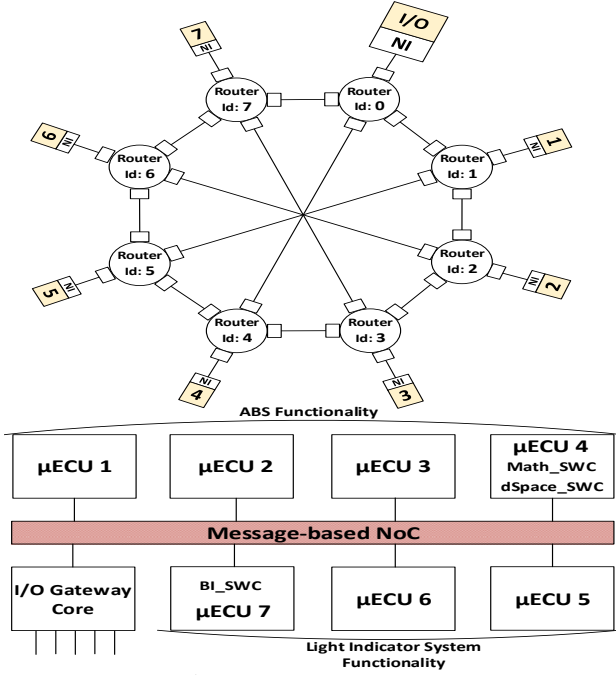 I/O
NI
7
NI
Router
Id: 7
Router
Id: 0
6
NI
Router
Id: 6
Router
Id: 1
NI
1
Router
Id: 5
Router
Id: 2
5
NI
NI
2
Router
Id: 4
Router
Id: 3
NI
4
NI
3
ABS Functionality
µECU 1
µECU 2
µECU 3
µECU 4
Math_SWC
dSpace_SWC
Message-based NoC
I/O Gateway
Core
BI_SWC
µECU 7
µECU 6
µECU 5
Light Indicator System
Functionality